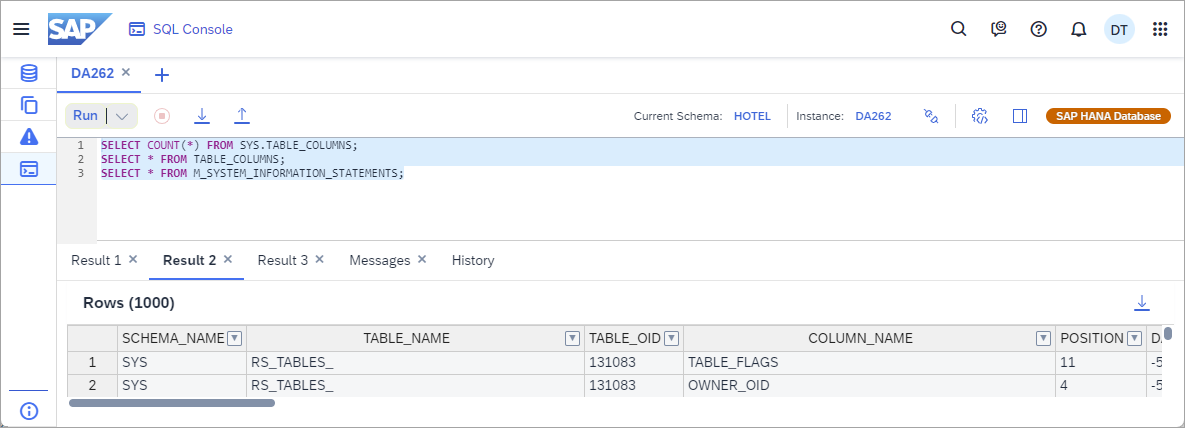 SAP SQL Console DT
DA262
Run Current Schema: HOTEL Instance: DA262 SAP HANA Database
1 SELECT COUNT(*) FROM SYS.TABLE_COLUMNS;
2 SELECT * FROM TABLE_COLUMNS;
3 SELECT * FROM M_SYSTEM_INFORMATION_STATEMENTS;
Result 1 Result 2 Result 3 Messages History
Rows (1000)
SCHEMA_NAME TABLE_NAME TABLE_OID COLUMN_NAME POSITION
1 SYS RS_TABLES_ 131083 TABLE_FLAGS 11 -5
2 SYS RS_TABLES_ 131083 OWNER_OID 4 -5